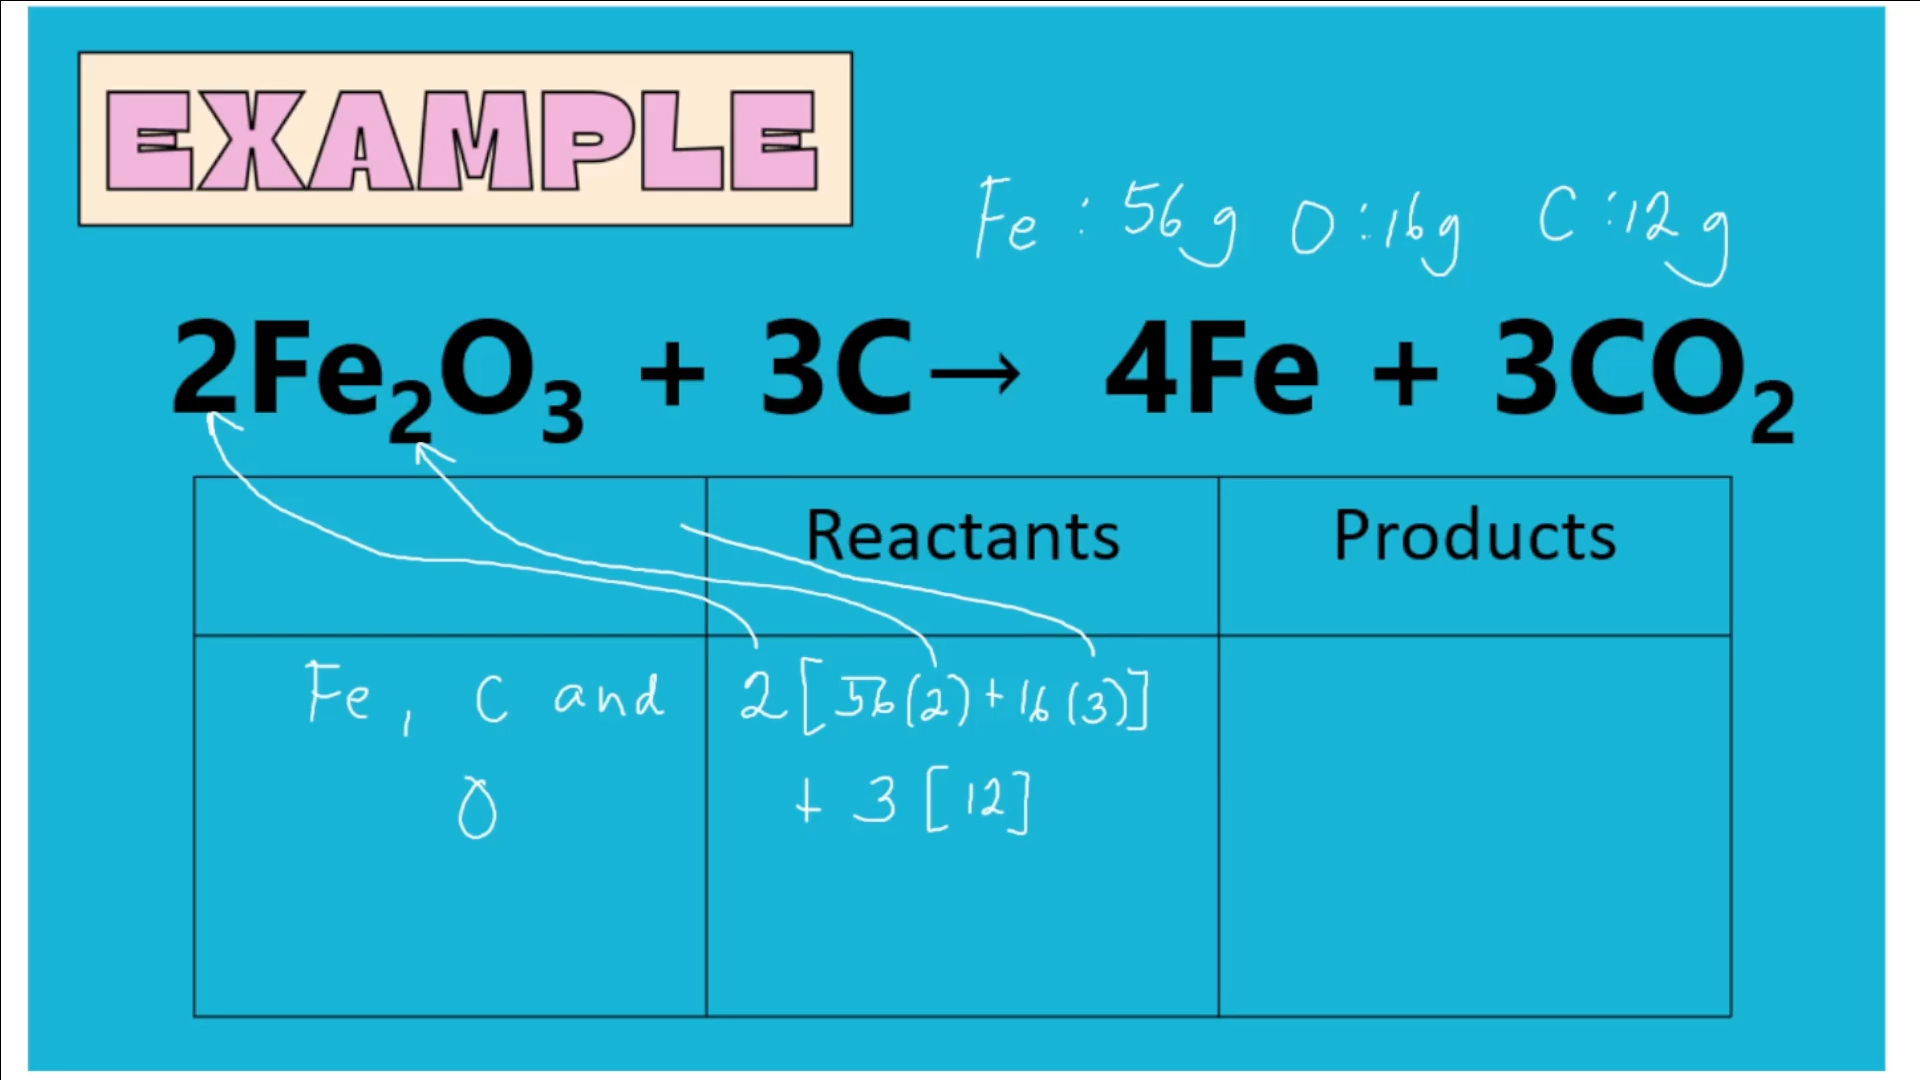 EXAMPLE
Fe : 56g O : 16g C : 12g
2Fe₂O₃ + 3C → 4Fe + 3CO₂
Reactants
Products
Fe, C and
O
2[56(2)+16(3)]
+ 3[12]